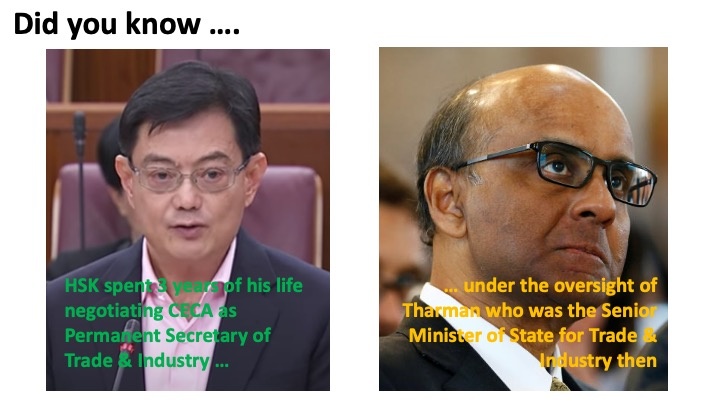 Did you know ....
HSK spent 3 years of his life
negotiating CECA as
Permanent Secretary of
Trade & Industry ...
... under the oversight of
Tharman who was the Senior
Minister of State for Trade &
Industry then